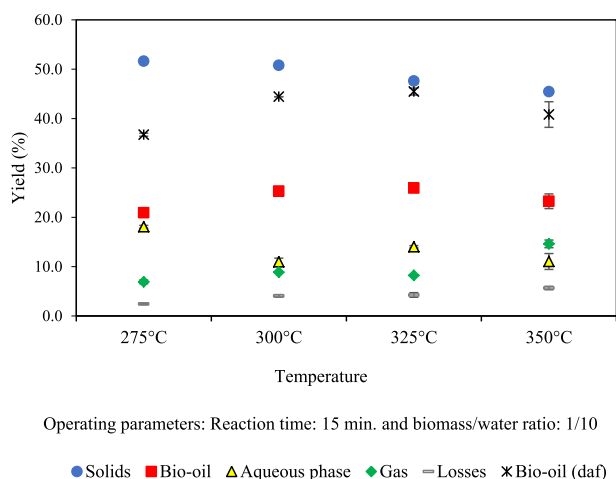 60.0
50.0
40.0
30.0
20.0
10.0
0.0
Yield (%)
275°C 300°C 325°C 350°C
Temperature
Operating parameters: Reaction time: 15 min. and biomass/water ratio: 1/10
Solids Bio-oil Aqueous phase Gas Losses Bio-oil (daf)